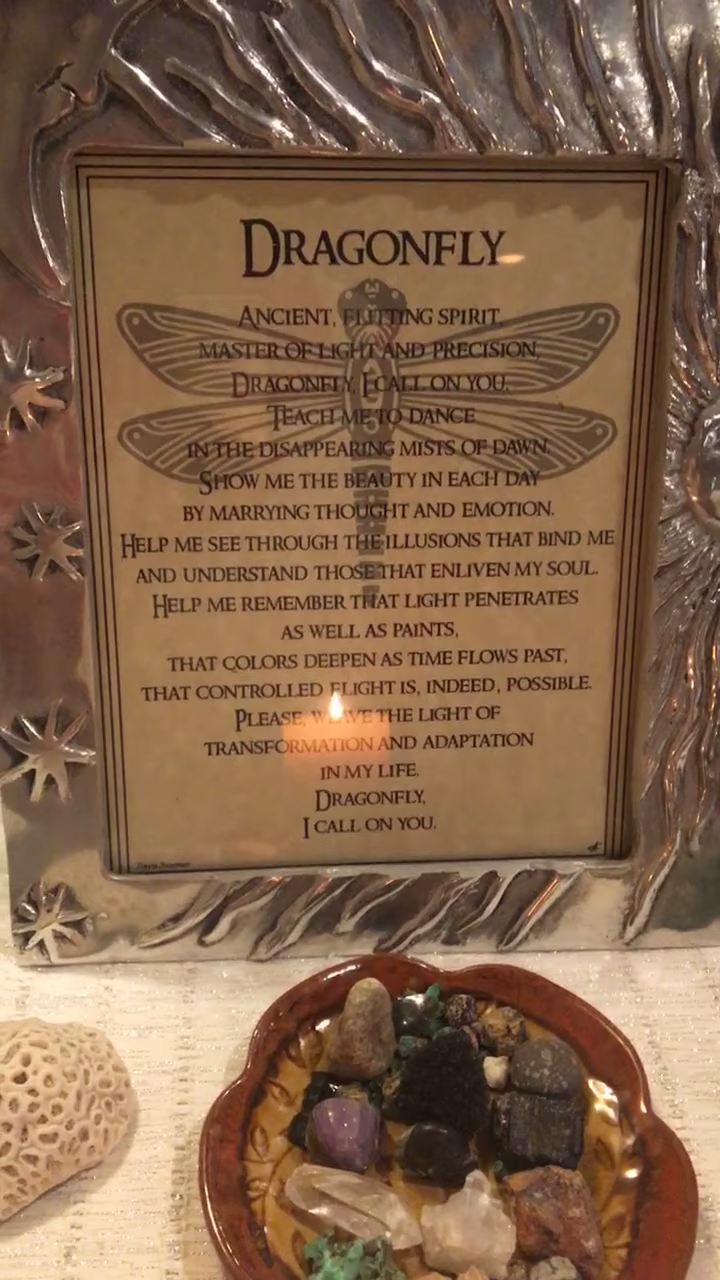 DRAGONFLY
ANCIENT, FLITTING SPIRIT,
MASTER OF LIGHT AND PRECISION,
DRAGONFLY, I CALL ON YOU.
TEACH ME TO DANCE
IN THE DISAPPEARING MISTS OF DAWN.
SHOW ME THE BEAUTY IN EACH DAY
BY MARRYING THOUGHT AND EMOTION.
HELP ME SEE THROUGH THE ILLUSIONS THAT BIND ME
AND UNDERSTAND THOSE THAT ENLIVEN MY SOUL.
HELP ME REMEMBER THAT LIGHT PENETRATES
AS WELL AS PAINTS,
THAT COLORS DEEPEN AS TIME FLOWS PAST,
THAT CONTROLLED FLIGHT IS, INDEED, POSSIBLE.
PLEASE, WEAVE THE LIGHT OF
TRANSFORMATION AND ADAPTATION
IN MY LIFE.
DRAGONFLY,
I CALL ON YOU.